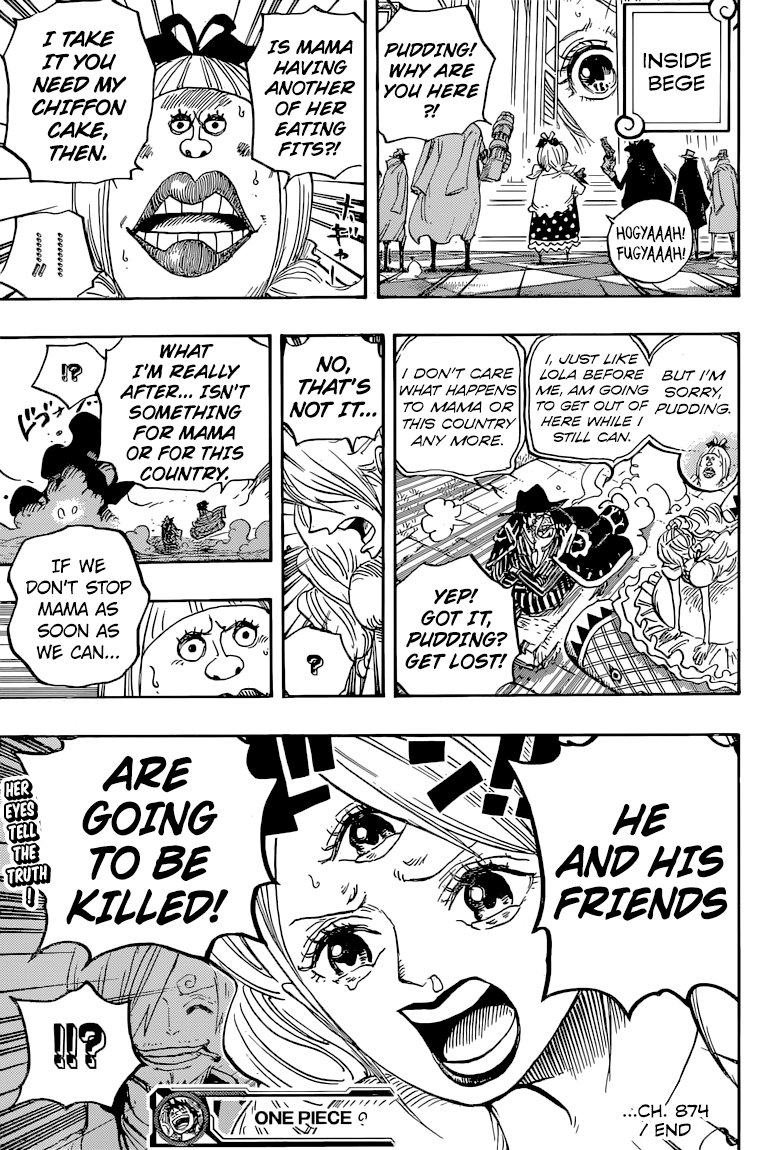 INSIDE
BEGE
PUDDING!
WHY ARE
YOU HERE
?!
HOGYAAAH!
FUGYAAAH!
IS MAMA
HAVING
ANOTHER
OF HER
EATING
FITS?!
I TAKE
IT YOU
NEED MY
CHIFFON
CAKE,
THEN.
BUT I'M
SORRY,
PUDDING.
I, JUST LIKE
LOLA BEFORE
ME, AM GOING
TO GET OUT OF
HERE WHILE I
STILL CAN.
I DON'T CARE
WHAT HAPPENS
TO MAMA OR
THIS COUNTRY
ANY MORE.
YEP!
GOT IT,
PUDDING?
GET LOST!
NO,
THAT'S
NOT IT...
?
WHAT
I'M REALLY
AFTER... ISN'T
SOMETHING
FOR MAMA
OR FOR THIS
COUNTRY.
!?
IF WE
DON'T STOP
MAMA AS
SOON AS
WE CAN...
HE
AND HIS
FRIENDS
ARE
GOING
TO BE
KILLED!
HER
EYES
TELL
THE
TRUTH
!
!!?
ONE PIECE
...CH. 874
/ END